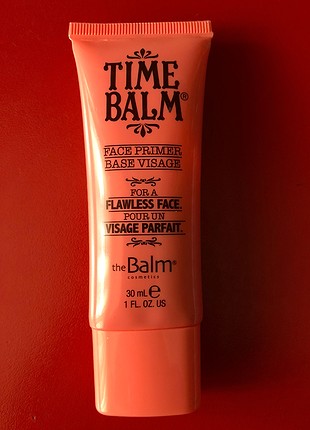 TIME
BALM®
FACE PRIMER
BASE VISAGE
FOR A
FLAWLESS FACE.
POUR UN
VISAGE PARFAIT.
theBalm®
cosmetics
30 mL e
1 FL. OZ. US